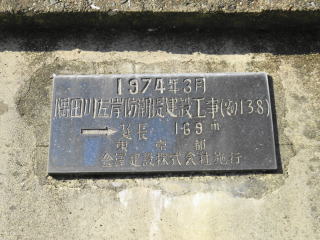 1974年3月
隅田川左岸防潮堤建設工事(その138)
延長 169m
東京都
会澤建設株式会社施行